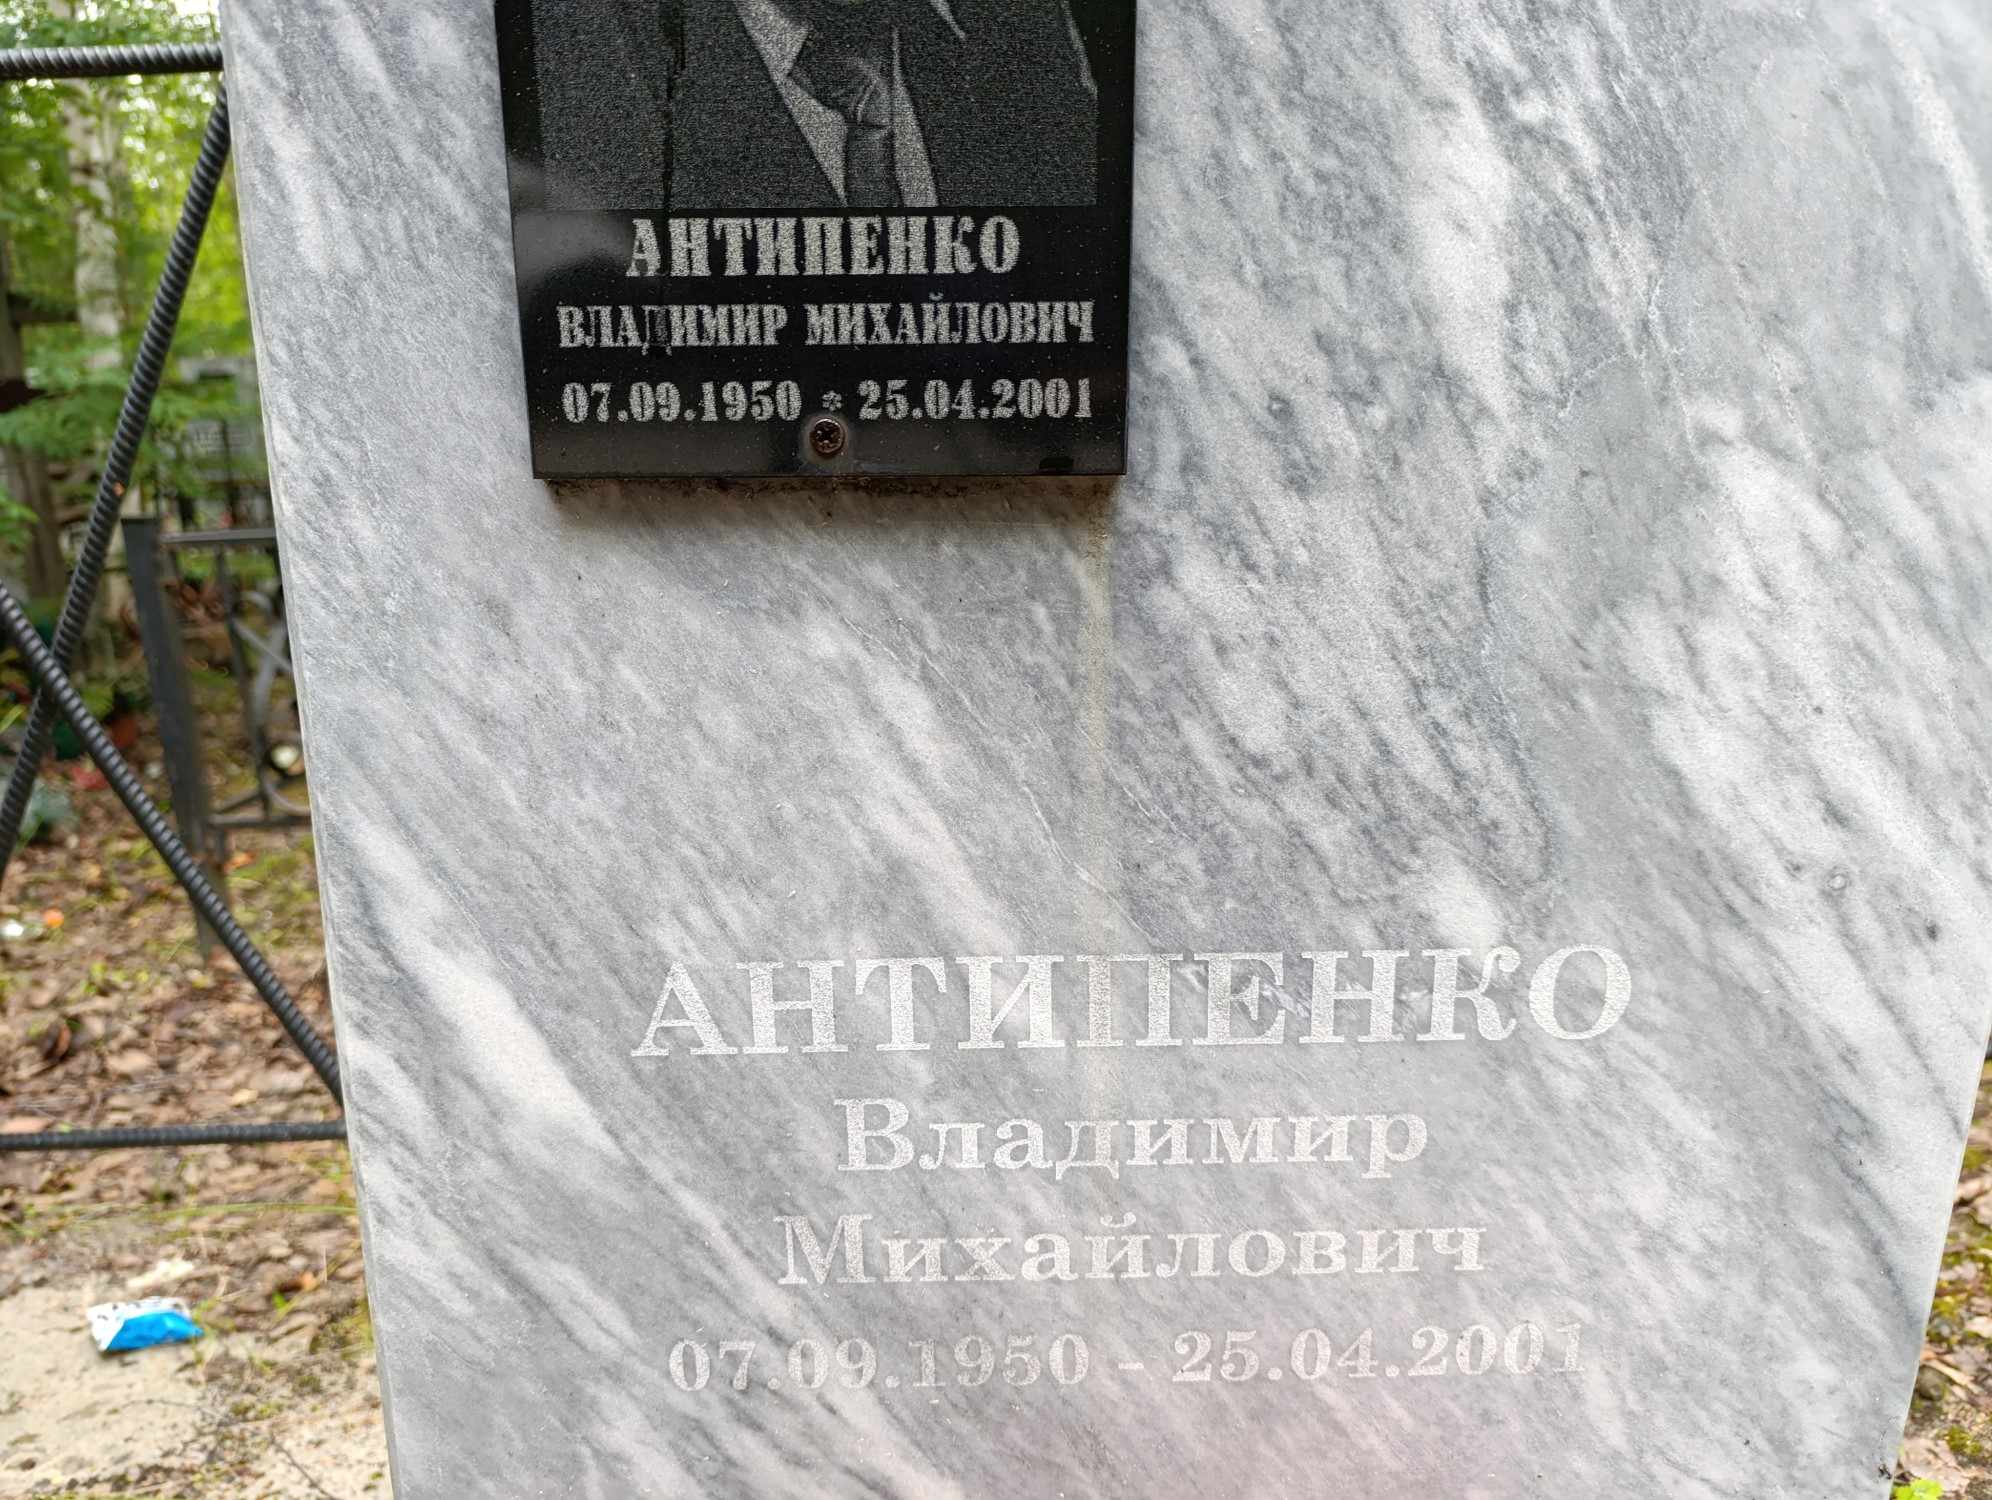 АНТИПЕНКО
ВЛАДИМИР МИХАЙЛОВИЧ
07.09.1950 * 25.04.2001
АНТИПЕНКО
Владимир
Михайлович
07.09.1950 - 25.04.2001